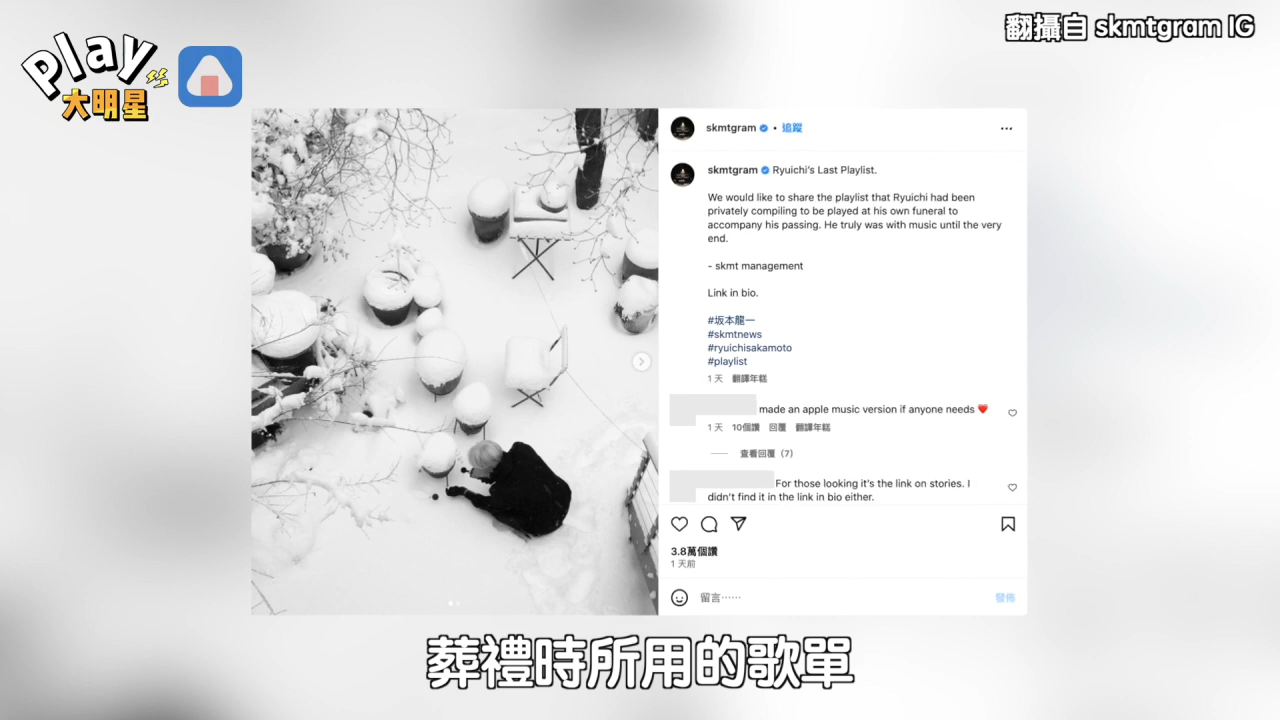 Play
大明星
翻攝自 skmtgram IG
skmtgram • 追蹤
skmtgram Ryuichi's Last Playlist.
We would like to share the playlist that Ryuichi had been
privately compiling to be played at his own funeral to
accompany his passing. He truly was with music until the very
end.
- skmt management
Link in bio.
#坂本龍一
#skmtnews
#ryuichisakamoto
#playlist
1 天 翻譯年糕
made an apple music version if anyone needs ❤️
1 天 10個讚 回覆 翻譯年糕
查看回覆（7）
For those looking it's the link on stories. I
didn't find it in the link in bio either.
3.8萬個讚
1 天前
留言⋯⋯
發佈
葬禮時所用的歌單